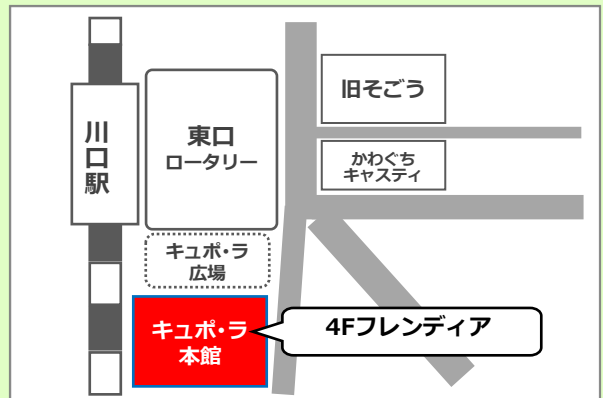 川口駅
東口
ロータリー
旧そごう
かわぐち
キャスティ
キュポ・ラ
広場
キュポ・ラ
本館
4Fフレンディア